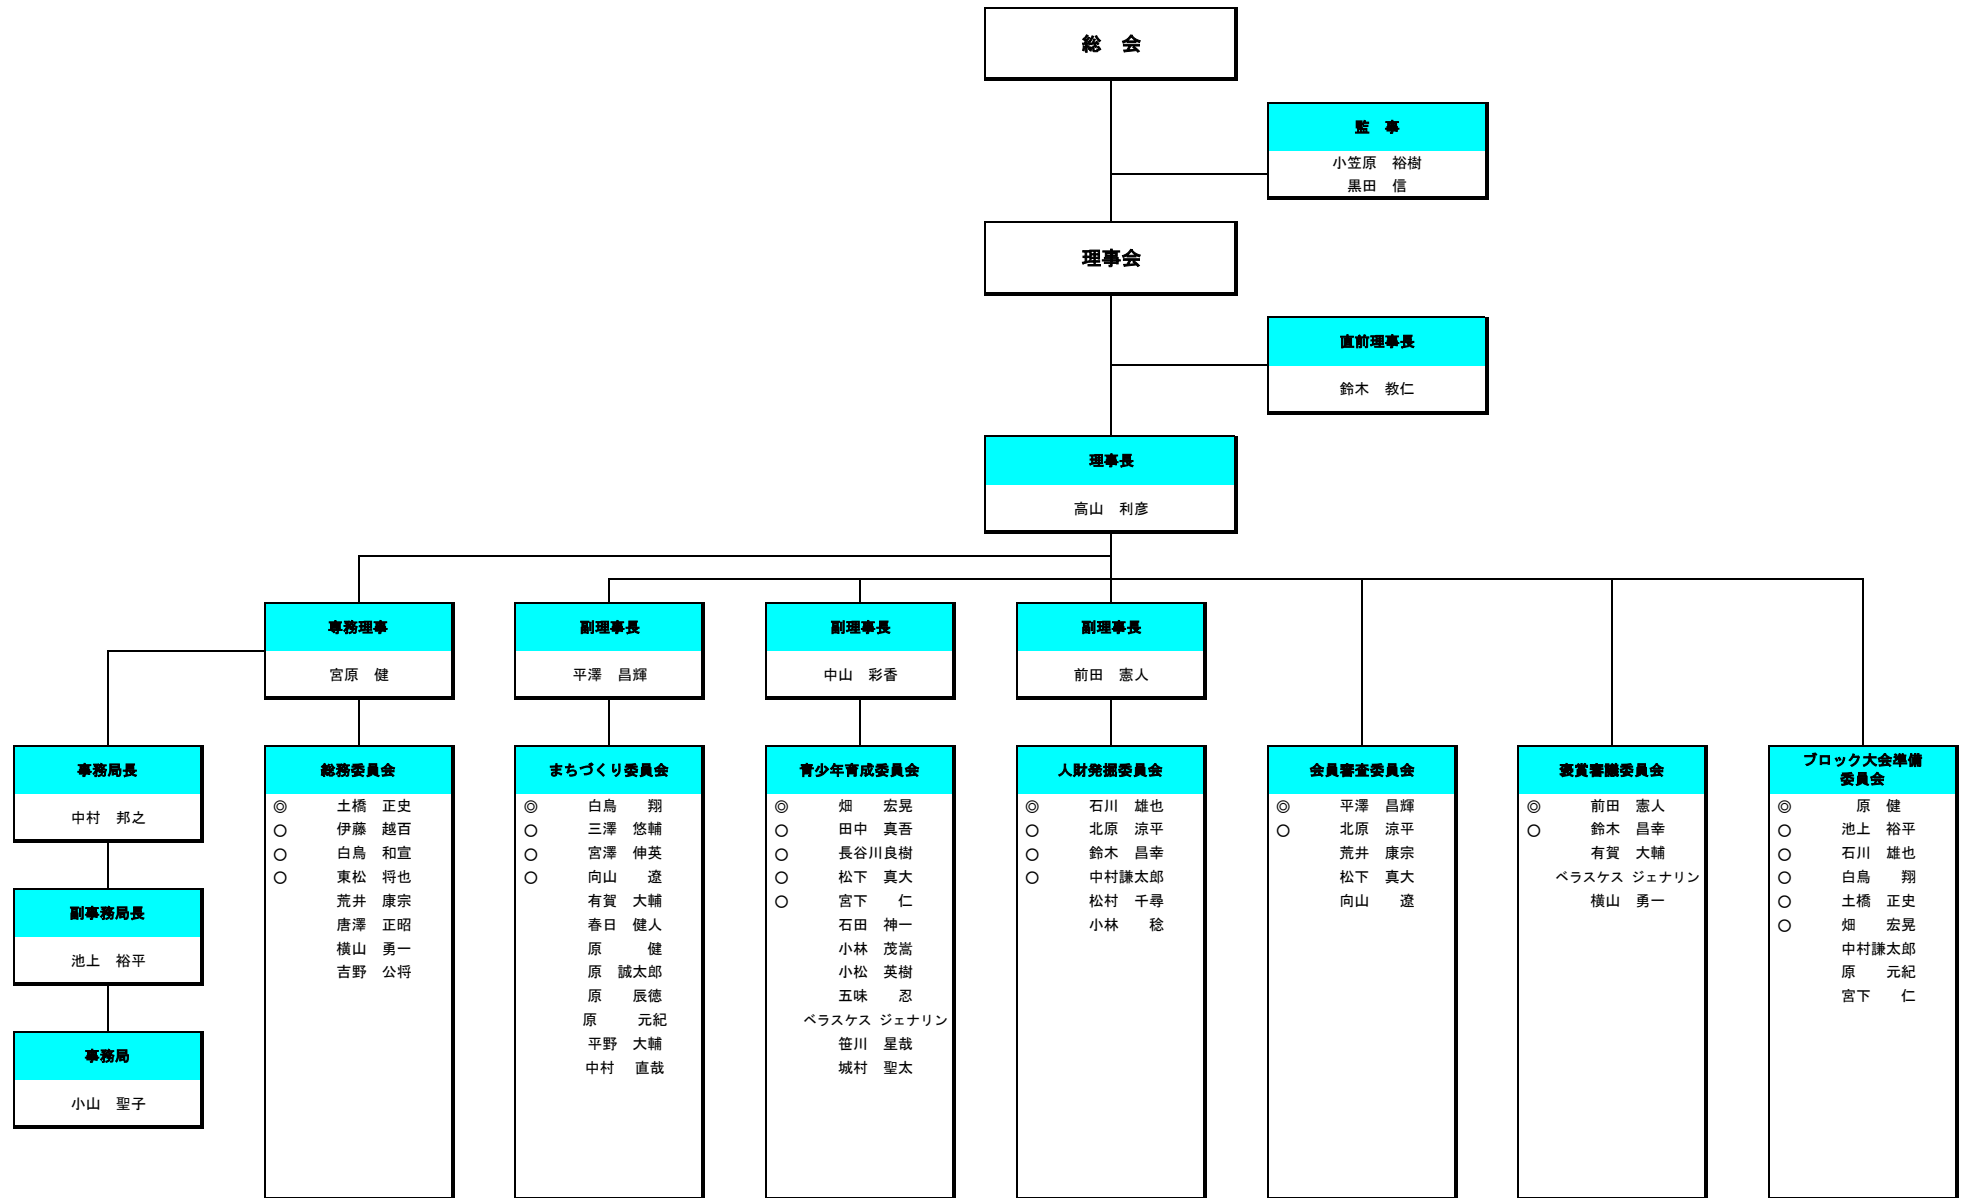 総　会
監　事
小笠原　裕樹
黒田　信
理事会
直前理事長
鈴木　教仁
理事長
高山　利彦
専務理事
宮原　健
副理事長
平澤　昌輝
副理事長
中山　彩香
副理事長
前田　憲人
事務局長
中村　邦之
副事務局長
池上　裕平
事務局
小山　聖子
総務委員会
◎　土橋　正史
○　伊藤　越百
○　白鳥　和宣
○　東松　将也
荒井　康宗
唐澤　正昭
横山　勇一
吉野　公将
まちづくり委員会
◎　白鳥　　翔
○　三澤　悠輔
○　宮澤　伸英
○　向山　　遼
有賀　大輔
春日　健人
原　　　健
原　誠太郎
原　　辰徳
原　　元紀
平野　大輔
中村　直哉
青少年育成委員会
◎　畑　　宏晃
○　田中　真吾
○　長谷川良樹
○　松下　真大
○　宮下　　仁
石田　神一
小林　茂嵩
小松　英樹
五味　　忍
ベラスケス ジェナリン
笹川　星哉
城村　聖太
人財発掘委員会
◎　石川　雄也
○　北原　涼平
○　鈴木　昌幸
○　中村謙太郎
松村　千尋
小林　　稔
会員審査委員会
◎　平澤　昌輝
○　北原　涼平
荒井　康宗
松下　真大
向山　　遼
褒賞審議委員会
◎　前田　憲人
○　鈴木　昌幸
有賀　大輔
ベラスケス ジェナリン
横山　勇一
ブロック大会準備
委員会
◎　原　健
○　池上　裕平
○　石川　雄也
○　白鳥　　翔
○　土橋　正史
○　畑　　宏晃
中村謙太郎
原　　元紀
宮下　　仁